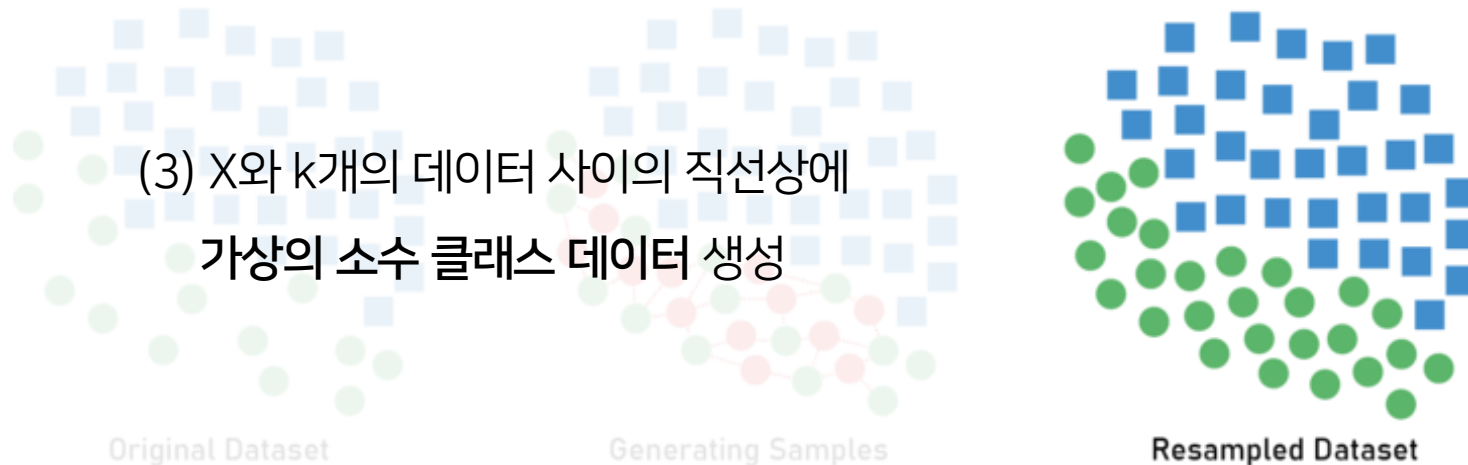 (3) X와 k개의 데이터 사이의 직선상에
가상의 소수 클래스 데이터 생성
Original Dataset
Generating Samples
Resampled Dataset